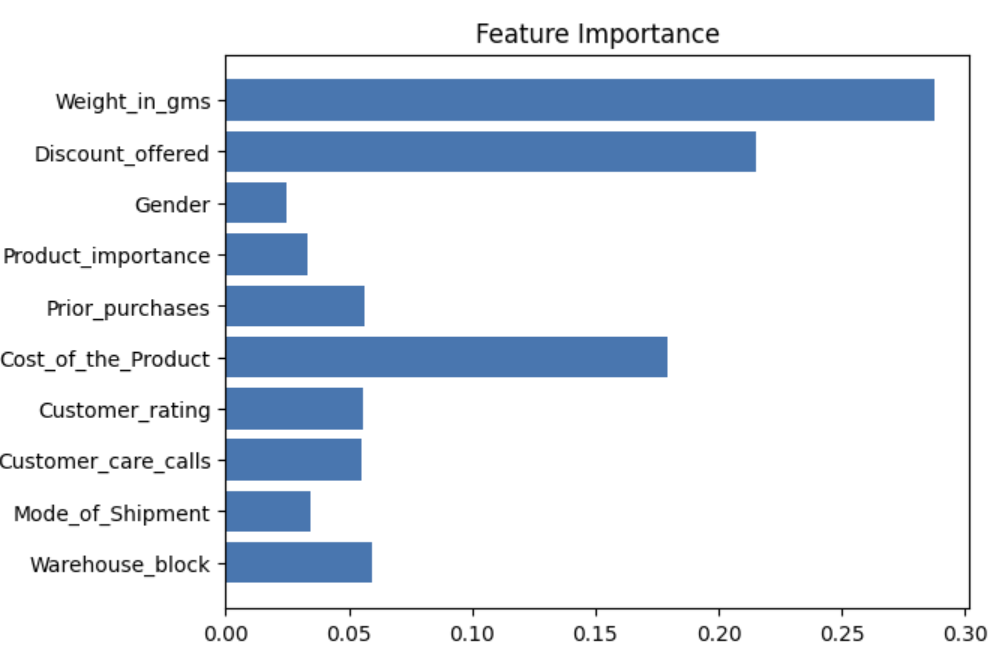 Feature Importance
Weight_in_gms
Discount_offered
Gender
Product_importance
Prior_purchases
Cost_of_the_Product
Customer_rating
Customer_care_calls
Mode_of_Shipment
Warehouse_block
0.00 0.05 0.10 0.15 0.20 0.25 0.30